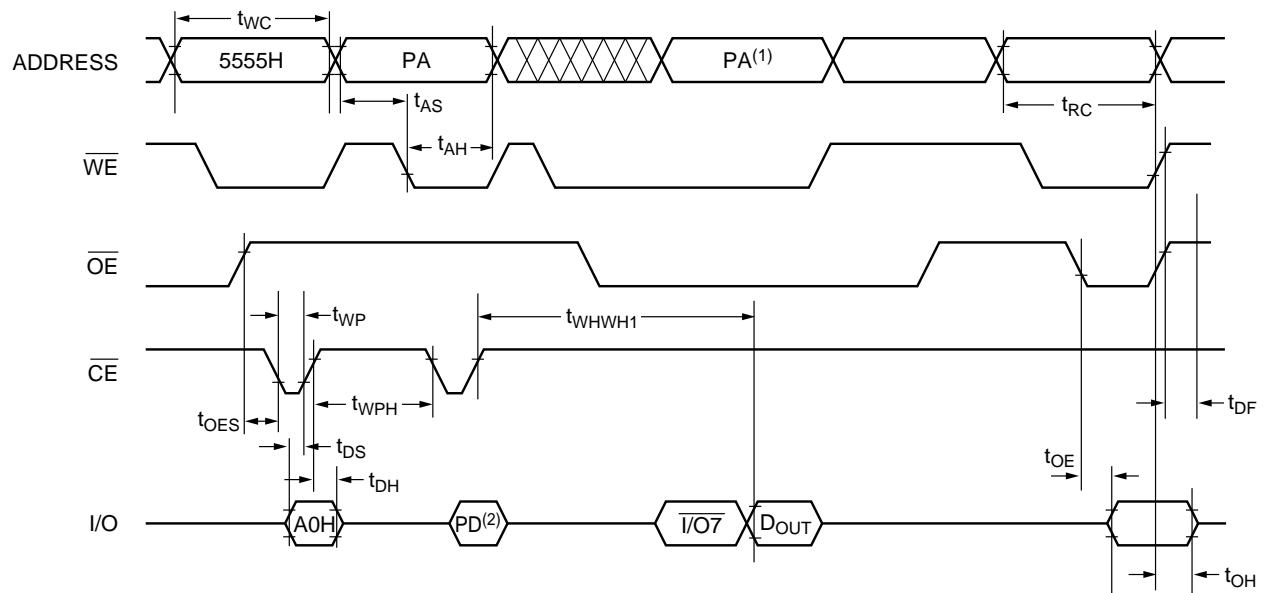 tWC
ADDRESS 5555H PA PA(1)
tAS tRC
tAH
WE
OE
tWP tWHWH1
CE
tOES tWPH tDF
tDS
tDH tOE
I/O A0H PD(2) I/O7 DOUT
tOH